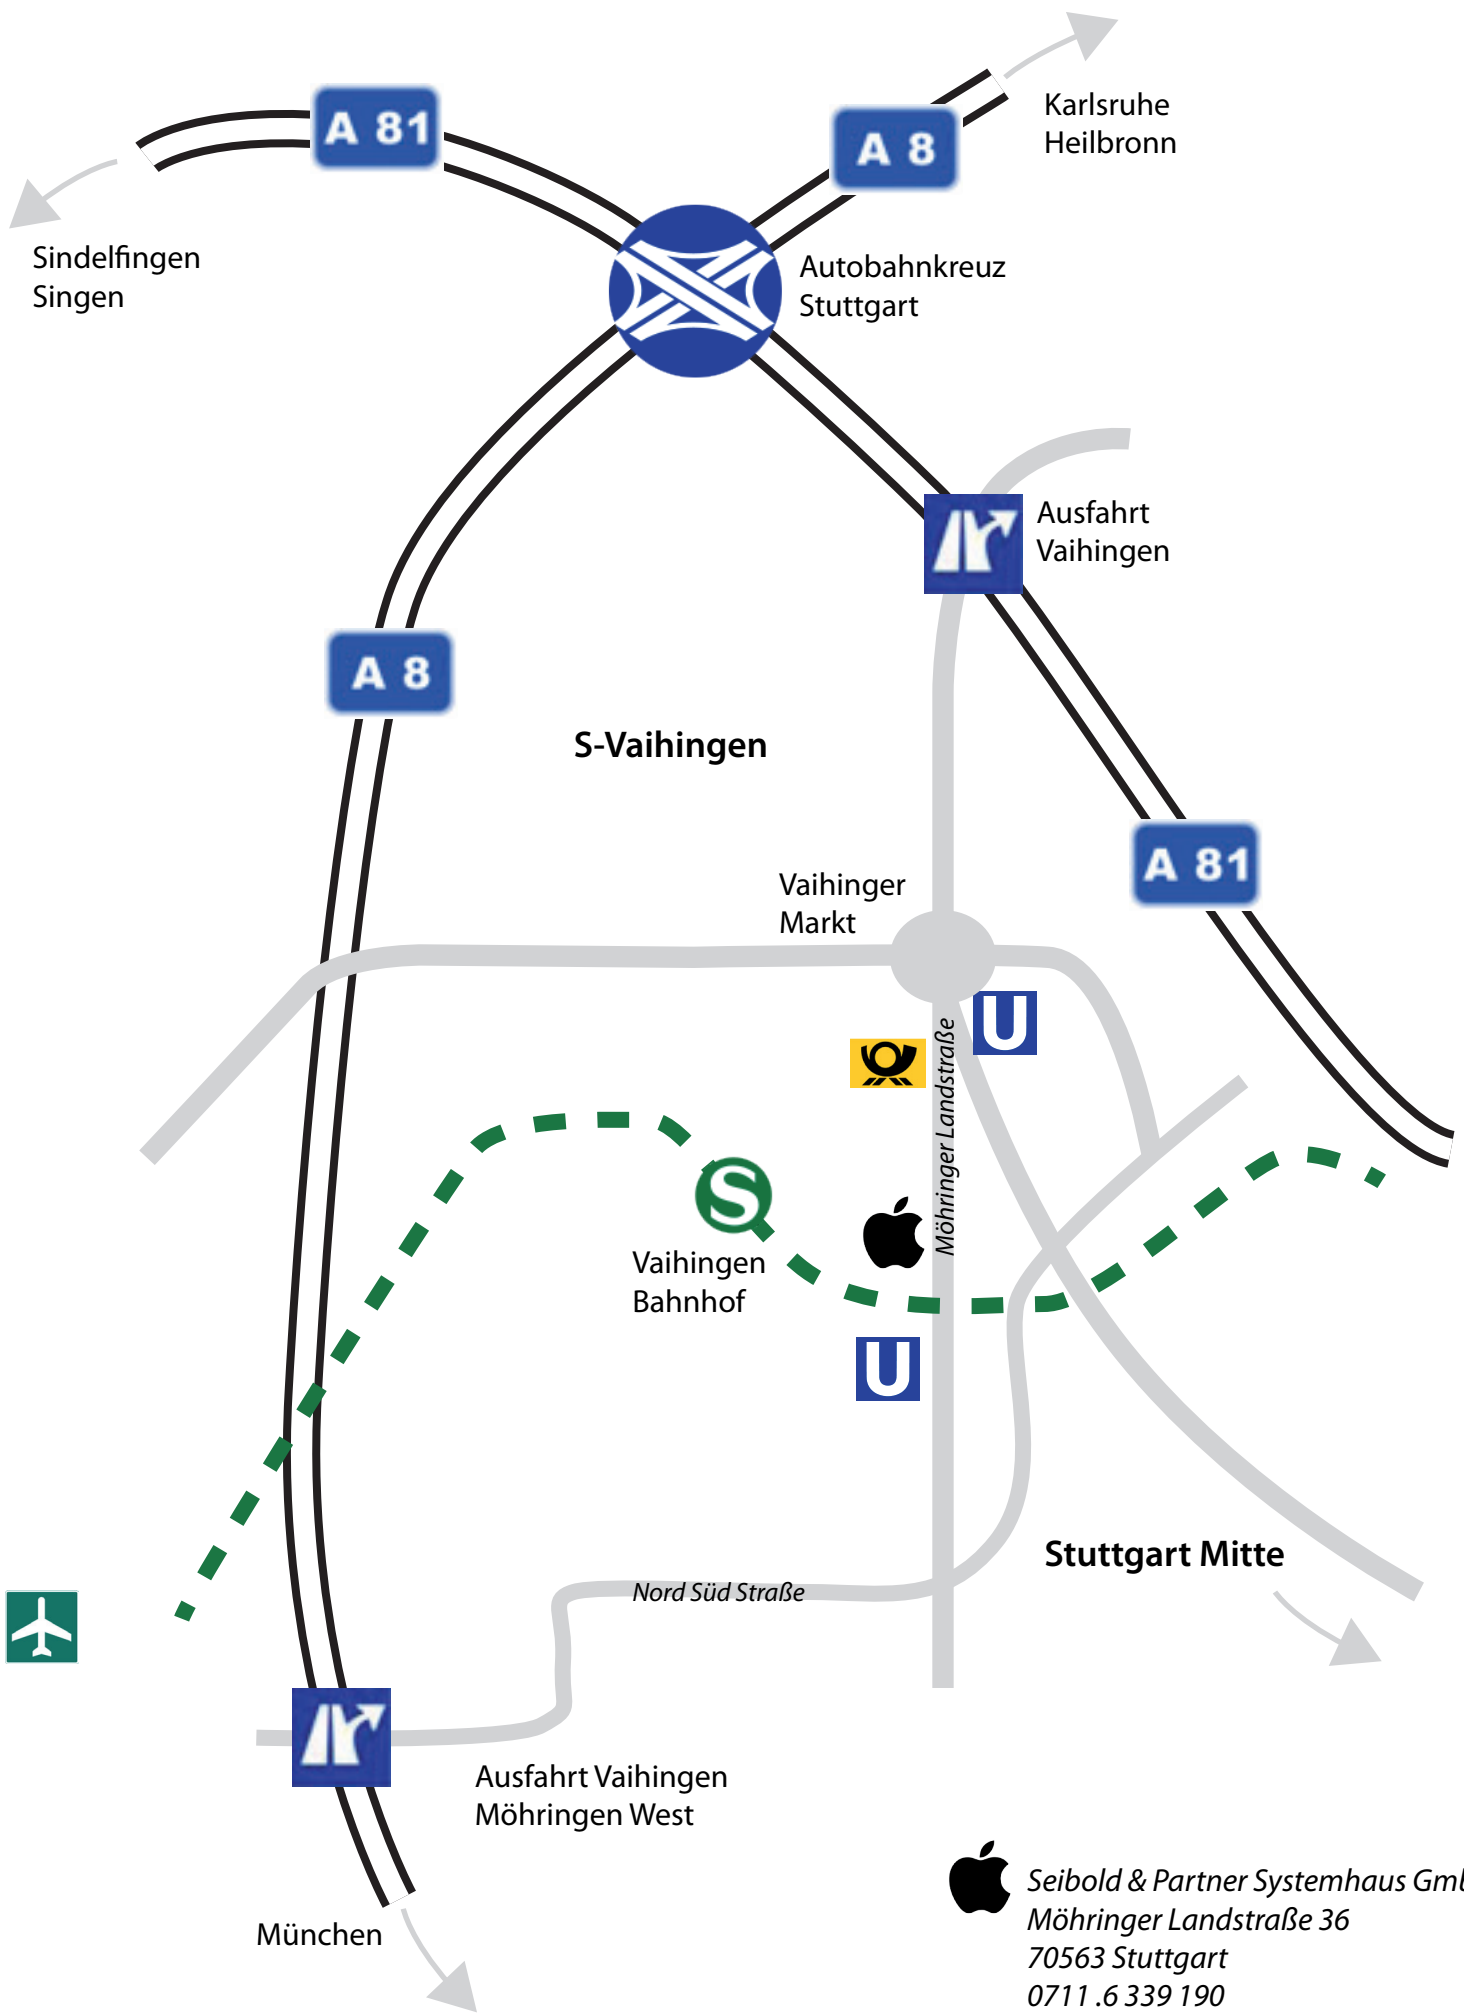 A 81
A 8
Karlsruhe
Heilbronn
Sindelfingen
Singen
Autobahnkreuz
Stuttgart
Ausfahrt
Vaihingen
A 8
S-Vaihingen
A 81
Vaihinger
Markt
U
Möhringer Landstraße
S
Vaihingen
Bahnhof
U
Stuttgart Mitte
Nord Süd Straße
Ausfahrt Vaihingen
Möhringen West
München
Seibold & Partner Systemhaus Gmb
Möhringer Landstraße 36
70563 Stuttgart
0711 .6 339 190